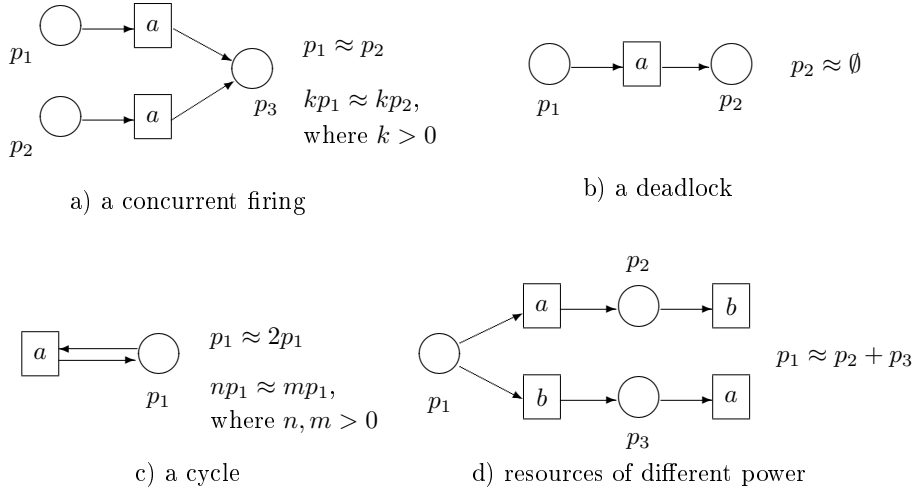 a
p₁
p₁ ≈ p₂
a
p₂
p₃
kp₁ ≈ kp₂,
where k > 0
a) a concurrent firing
a
p₁
p₂
p₂ ≈ ∅
b) a deadlock
a
p₁
p₁ ≈ 2p₁
np₁ ≈ mp₁,
where n, m > 0
c) a cycle
p₂
a
b
p₁
b
a
p₃
p₁ ≈ p₂ + p₃
d) resources of different power